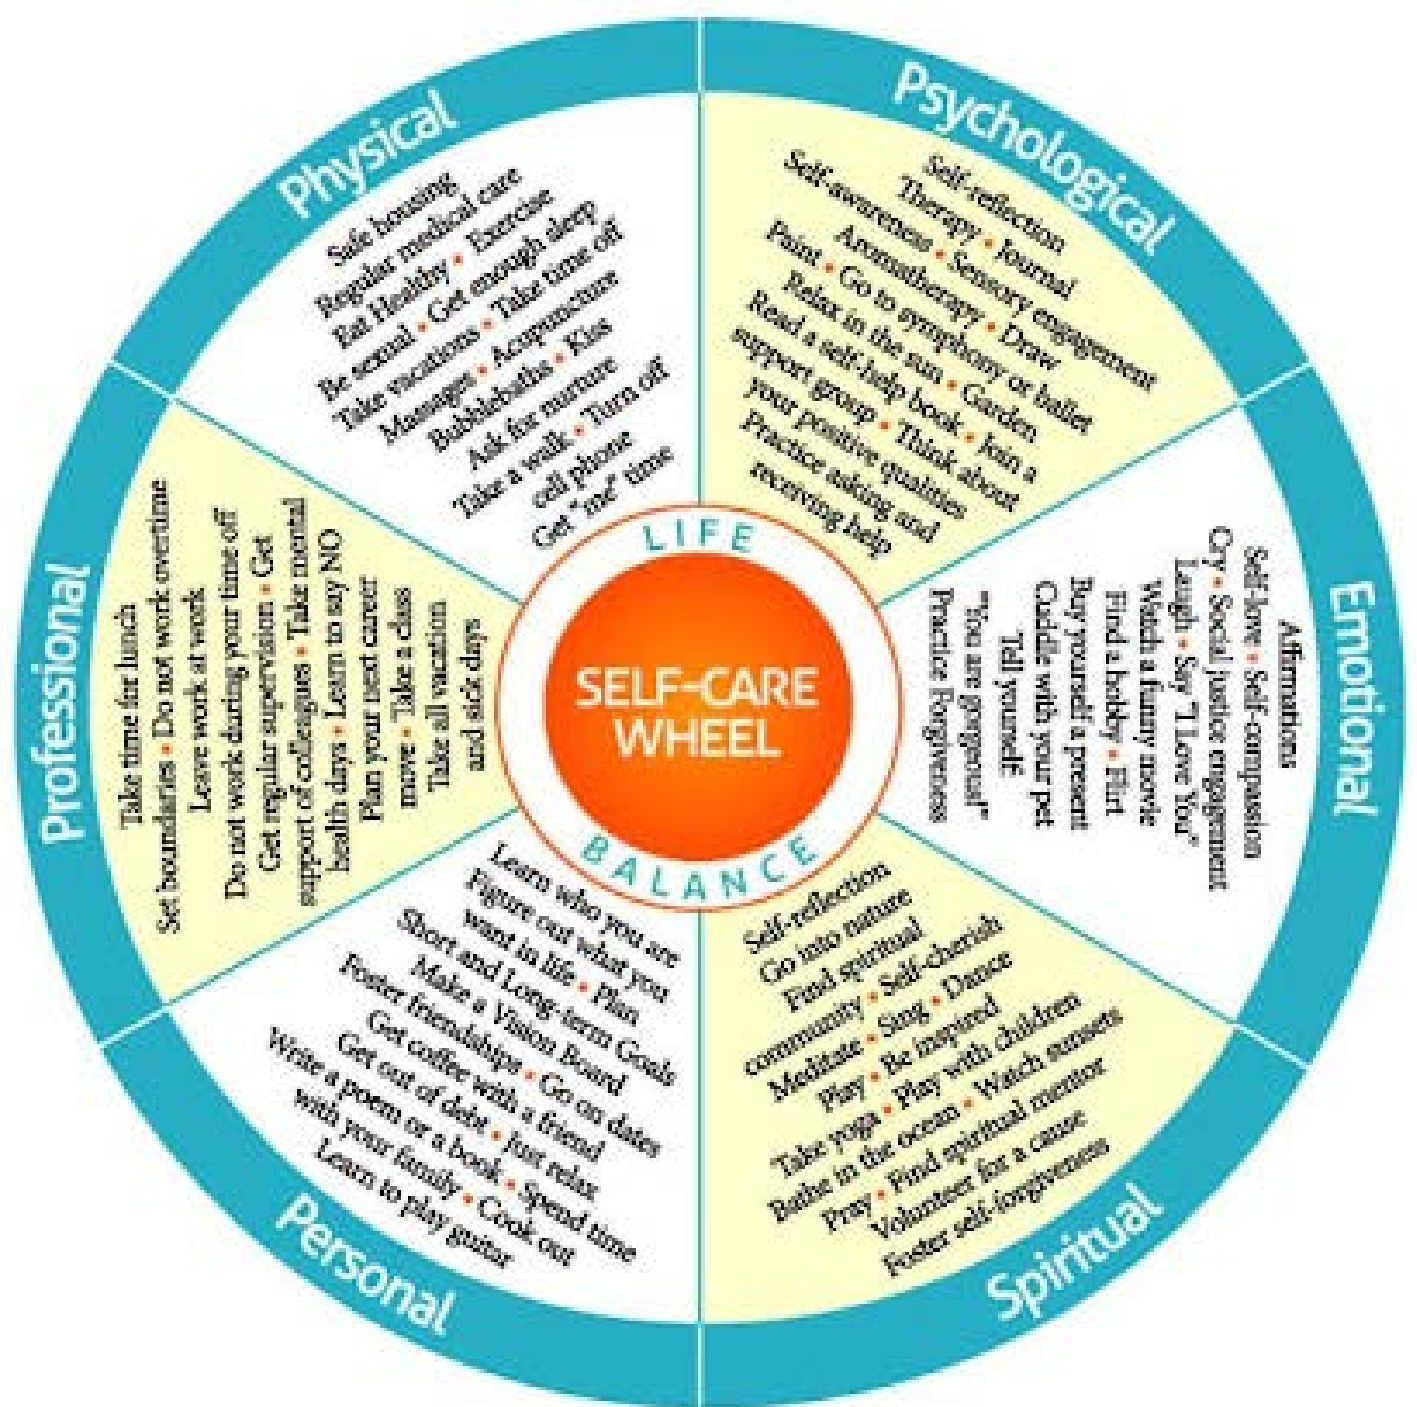 Physical
Safe housing
Regular medical care
Eat Healthy • Exercise
Be sexual • Get enough sleep
Take vacations • Take time off
Massages • Acupuncture
Bubblebaths • Kiss
Ask for nurture
Take a walk • Turn off
cell phone
Get "me" time
Psychological
Self-reflection
Therapy • Journal
Self-awareness • Sensory engagement
Aromatherapy • Draw
Paint • Go to symphony or ballet
Relax in the sun • Garden
Read a self-help book • Join a
support group • Think about
your positive qualities
Practice asking and
receiving help
Emotional
Affirmations
Self-love • Self-compassion
Cry • Social justice engagement
Laugh • Say "I Love You"
Watch a funny movie
Find a hobby • Flirt
Buy yourself a present
Cuddle with your pet
Tell yourself:
"You are gorgeous!"
Practice Forgiveness
Spiritual
Self-reflection
Go into nature
Find spiritual
community • Self-cherish
Meditate • Sing • Dance
Play • Be inspired
Take yoga • Play with children
Bathe in the ocean • Watch sunsets
Pray • Find spiritual mentor
Volunteer for a cause
Foster self-forgiveness
Personal
Learn who you are
Figure out what you
want in life • Plan
Short and Long-term Goals
Make a Vision Board
Foster friendships • Go on dates
Get coffee with a friend
Get out of debt • Just relax
Write a poem or a book • Spend time
with your family • Cook out
Learn to play guitar
Professional
Take time for lunch
Set boundaries • Do not work overtime
Leave work at work
Do not work during your time off
Get regular supervision • Get
support of colleagues • Take mental
health days • Learn to say NO
Plan your next career
move • Take a class
Take all vacation
and sick days
LIFE
SELF-CARE
WHEEL
BALANCE